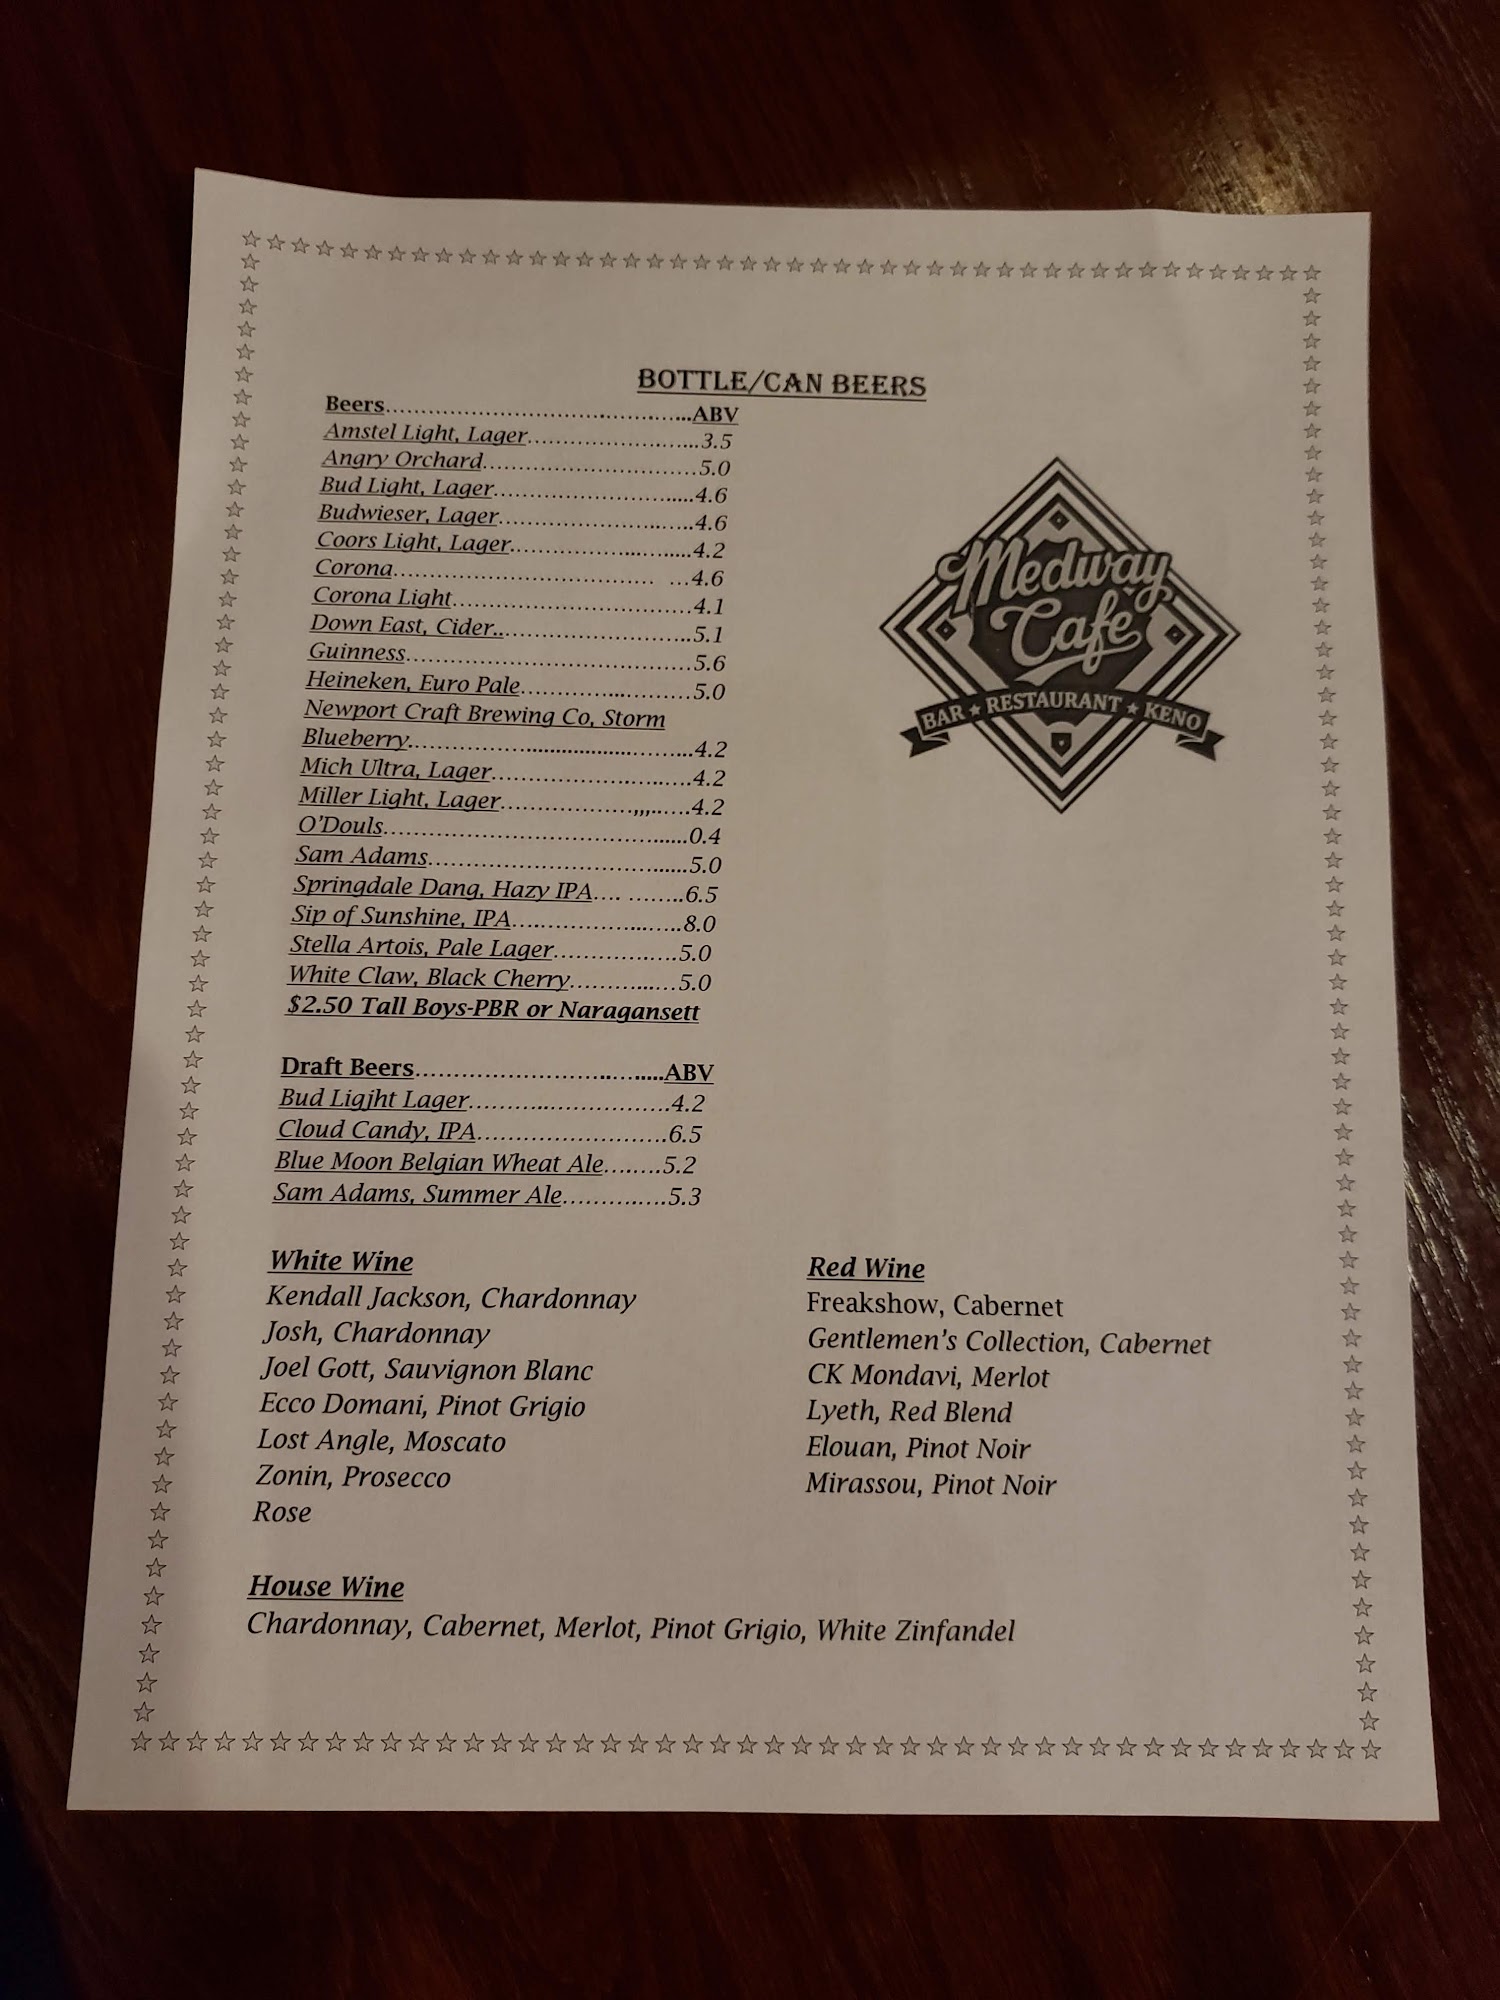 BOTTLE/CAN BEERS
Beers.......................................ABV
Amstel Light, Lager........................3.5
Angry Orchard..............................5.0
Bud Light, Lager...........................4.6
Budwieser, Lager...........................4.6
Coors Light, Lager.........................4.2
Corona................................. ...4.6
Corona Light...............................4.1
Down East, Cider...........................5.1
Guinness...................................5.6
Heineken, Euro Pale........................5.0
Newport Craft Brewing Co, Storm
Blueberry..................................4.2
Mich Ultra, Lager..........................4.2
Miller Light, Lager.................,,,......4.2
O'Douls....................................0.4
Sam Adams..................................5.0
Springdale Dang, Hazy IPA.... ........6.5
Sip of Sunshine, IPA.......................8.0
Stella Artois, Pale Lager..................5.0
White Claw, Black Cherry...............5.0
$2.50 Tall Boys-PBR or Naragansett
Medway
Cafe
BAR ★ RESTAURANT ★ KENO
Draft Beers................................ABV
Bud Ligjht Lager...........................4.2
Cloud Candy, IPA........................6.5
Blue Moon Belgian Wheat Ale........5.2
Sam Adams, Summer Ale..............5.3
White Wine
Kendall Jackson, Chardonnay
Josh, Chardonnay
Joel Gott, Sauvignon Blanc
Ecco Domani, Pinot Grigio
Lost Angle, Moscato
Zonin, Prosecco
Rose
Red Wine
Freakshow, Cabernet
Gentlemen's Collection, Cabernet
CK Mondavi, Merlot
Lyeth, Red Blend
Elouan, Pinot Noir
Mirassou, Pinot Noir
House Wine
Chardonnay, Cabernet, Merlot, Pinot Grigio, White Zinfandel